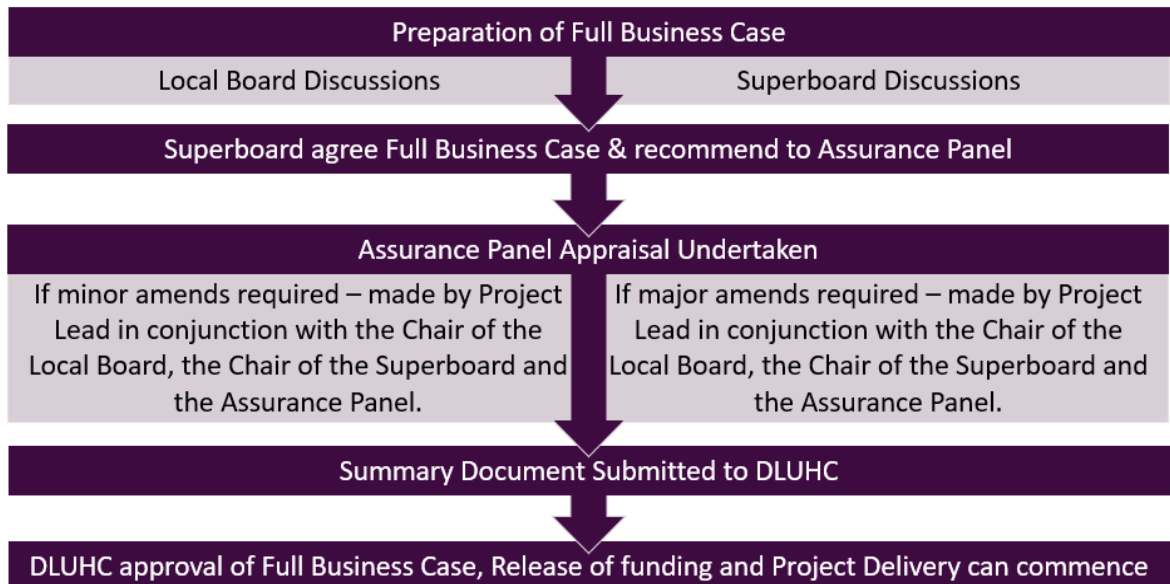 Preparation of Full Business Case
Local Board Discussions
Superboard Discussions
Superboard agree Full Business Case & recommend to Assurance Panel
Assurance Panel Appraisal Undertaken
If minor amends required – made by Project
Lead in conjunction with the Chair of the
Local Board, the Chair of the Superboard and
the Assurance Panel.
If major amends required – made by Project
Lead in conjunction with the Chair of the
Local Board, the Chair of the Superboard and
the Assurance Panel.
Summary Document Submitted to DLUHC
DLUHC approval of Full Business Case, Release of funding and Project Delivery can commence